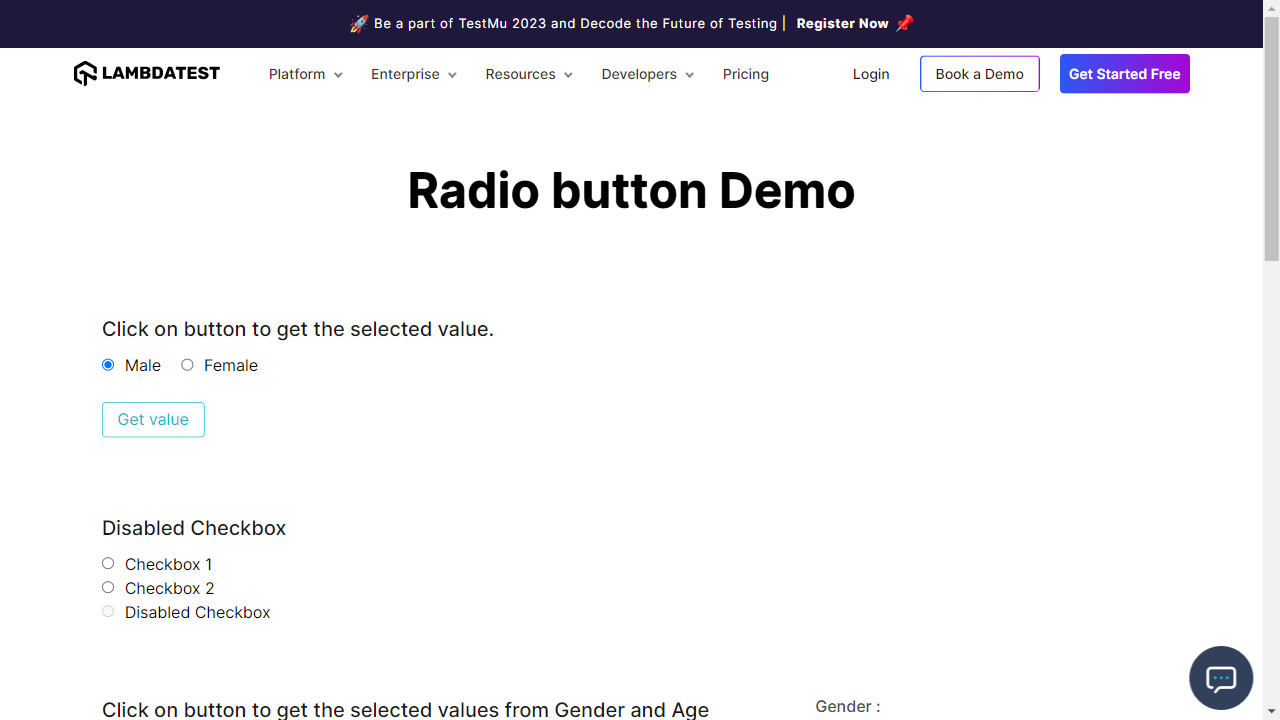 🚀 Be a part of TestMu 2023 and Decode the Future of Testing | Register Now 📌
LAMBDATEST Platform Enterprise Resources Developers Pricing Login Book a Demo Get Started Free
Radio button Demo
Click on button to get the selected value.
Male Female
Get value
Disabled Checkbox
Checkbox 1
Checkbox 2
Disabled Checkbox
Click on button to get the selected values from Gender and Age
Gender :